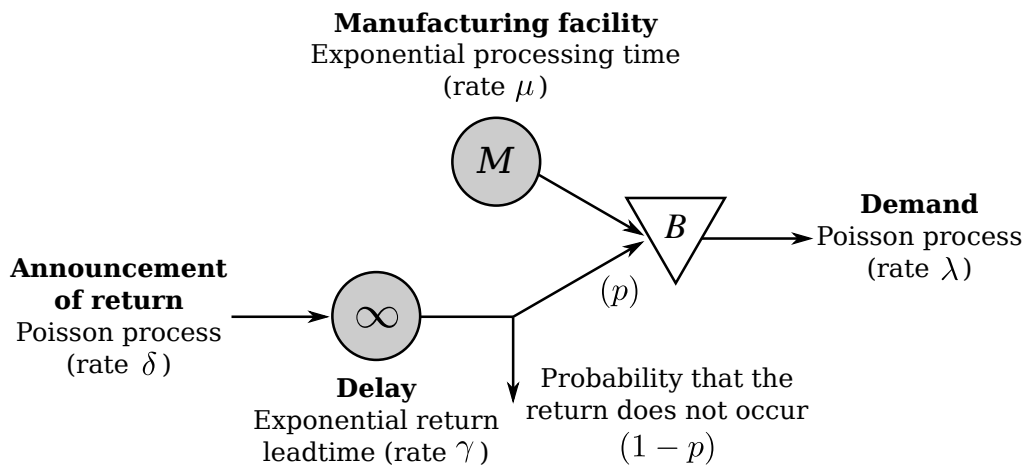 Manufacturing facility
Exponential processing time
(rate μ)
M
B
Demand
Poisson process
(rate λ)
(p)
Announcement
of return
Poisson process
(rate δ)
∞
Delay
Exponential return
leadtime (rate γ)
Probability that the
return does not occur
(1 − p)